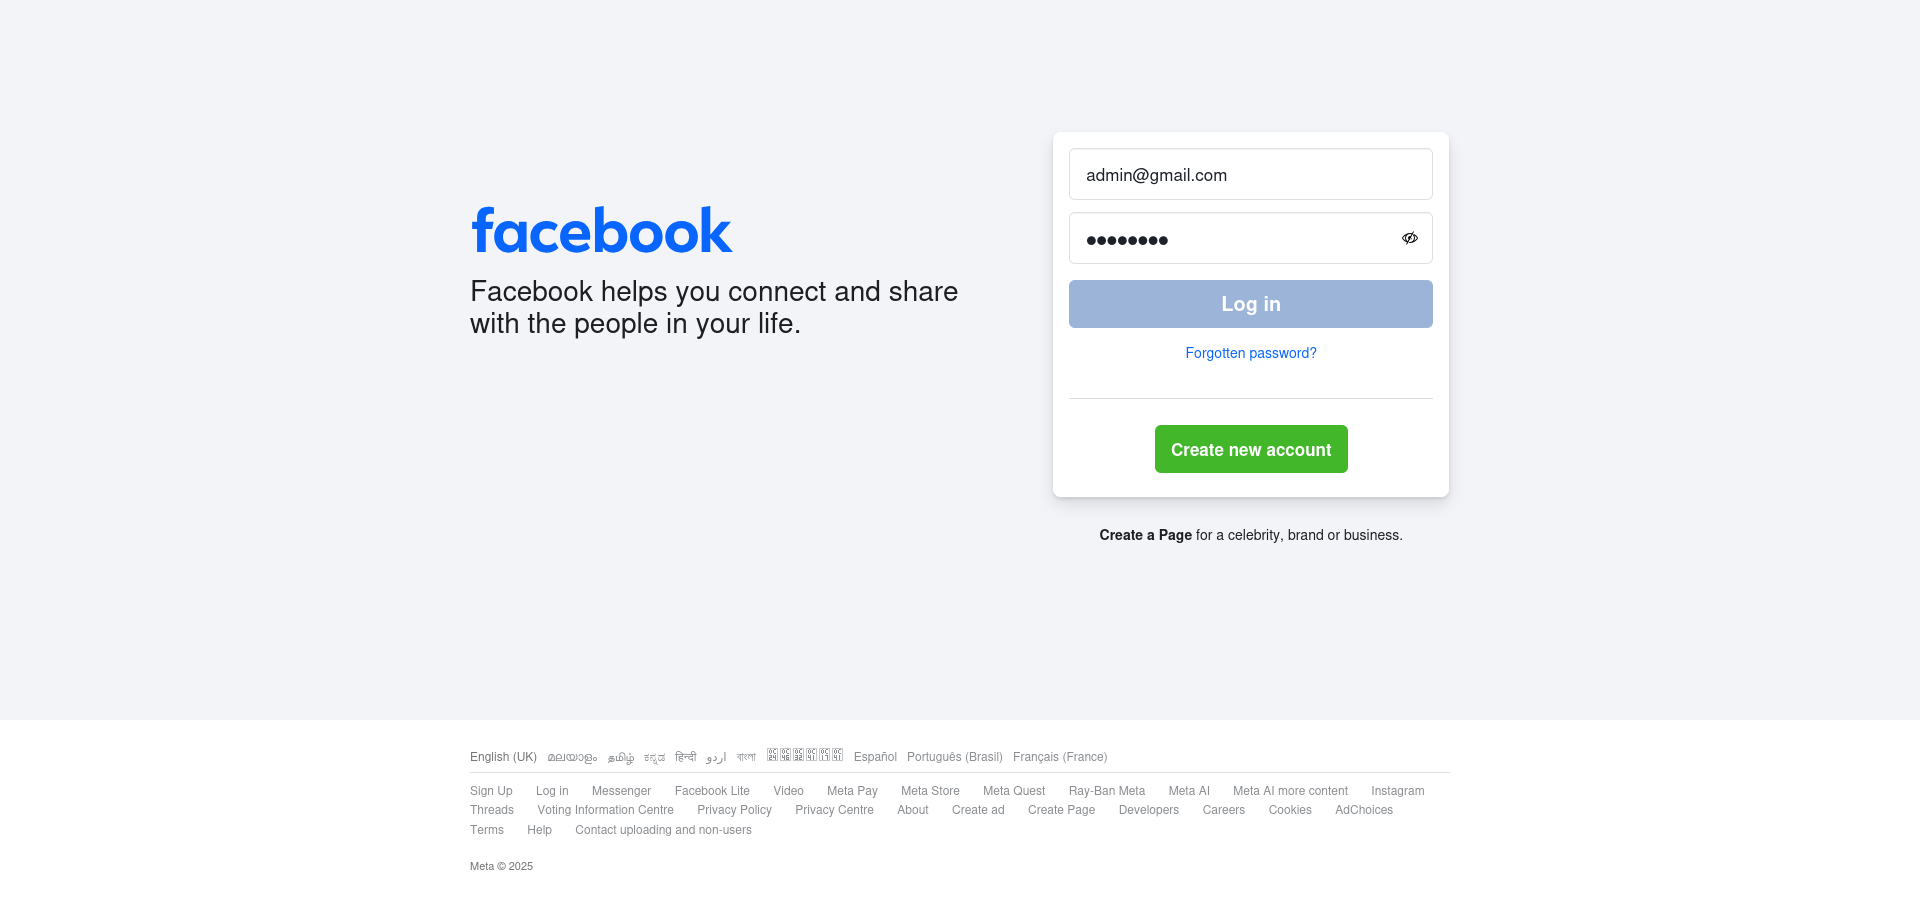 facebook
Facebook helps you connect and share
with the people in your life.
admin@gmail.com
Log in
Forgotten password?
Create new account
Create a Page for a celebrity, brand or business.
English (UK) മലയാളം தமிழ் ಕನ್ನಡ हिन्दी اردو বাংলা Español Português (Brasil) Français (France)
Sign Up Log in Messenger Facebook Lite Video Meta Pay Meta Store Meta Quest Ray-Ban Meta Meta AI Meta AI more content Instagram
Threads Voting Information Centre Privacy Policy Privacy Centre About Create ad Create Page Developers Careers Cookies AdChoices
Terms Help Contact uploading and non-users
Meta © 2025